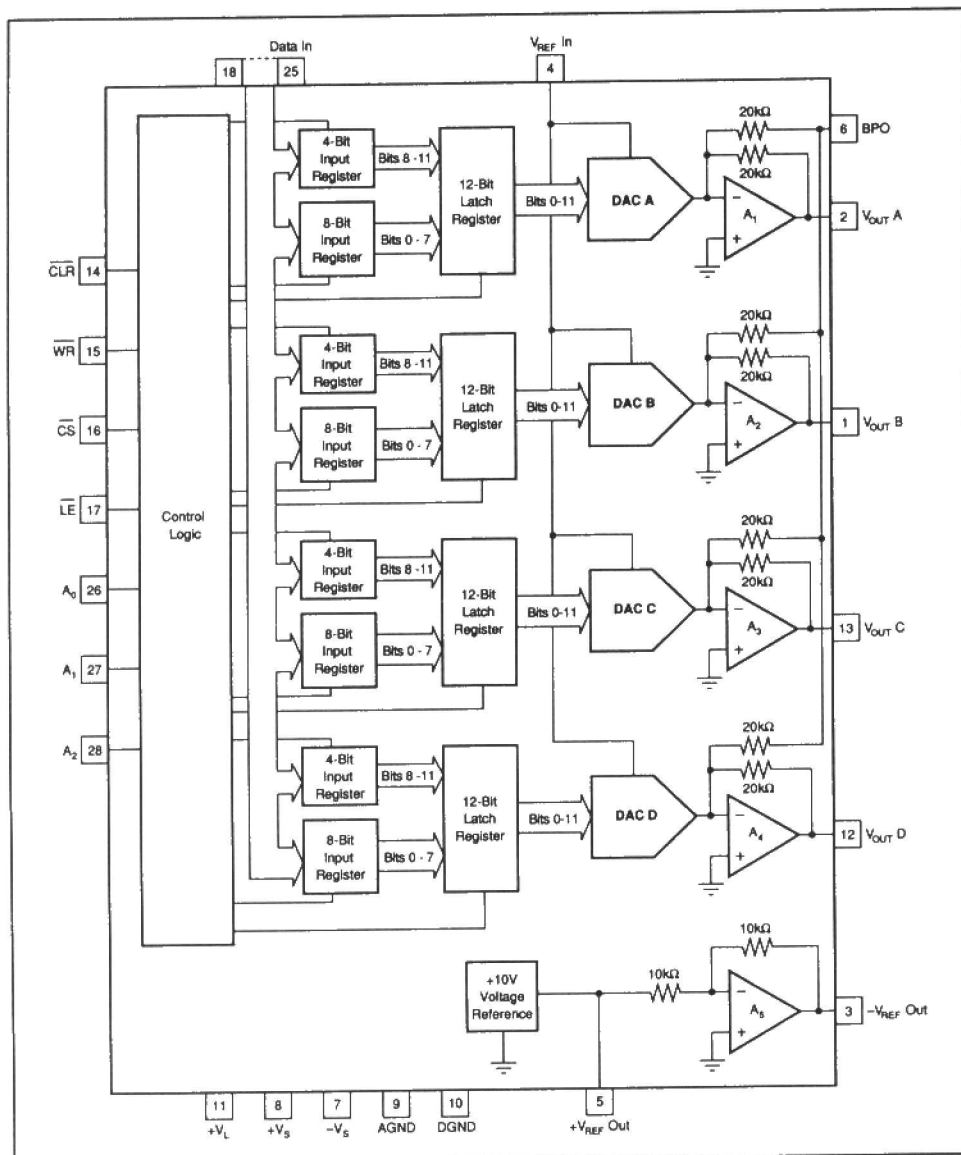 Data In
V_REF In
18
25
4
20kΩ
6 BPO
4-Bit
Input
Register
Bits 8 -11
12-Bit
Latch
Register
Bits 0-11
DAC A
20kΩ
−
A₁
+
2 V_OUT A
8-Bit
Input
Register
Bits 0 - 7
C̅L̅R̅ 14
20kΩ
W̅R̅ 15
4-Bit
Input
Register
Bits 8 -11
12-Bit
Latch
Register
Bits 0-11
DAC B
20kΩ
−
A₂
+
1 V_OUT B
C̅S̅ 16
8-Bit
Input
Register
Bits 0 - 7
L̅E̅ 17
Control
Logic
20kΩ
4-Bit
Input
Register
Bits 8 -11
12-Bit
Latch
Register
Bits 0-11
DAC C
20kΩ
−
A₃
+
13 V_OUT C
A₀ 26
8-Bit
Input
Register
Bits 0 - 7
A₁ 27
20kΩ
A₂ 28
4-Bit
Input
Register
Bits 8 -11
12-Bit
Latch
Register
Bits 0-11
DAC D
20kΩ
−
A₄
+
12 V_OUT D
8-Bit
Input
Register
Bits 0 - 7
10kΩ
+10V
Voltage
Reference
10kΩ
−
A₅
+
3 −V_REF Out
11
8
7
9
10
5
+V_L
+V_S
−V_S
AGND
DGND
+V_REF Out